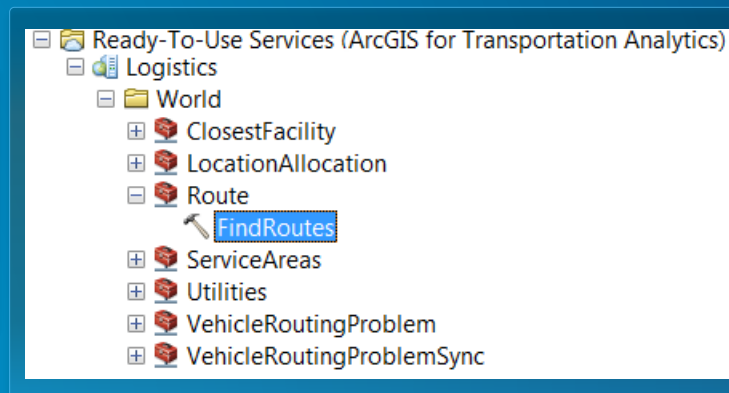 Ready-To-Use Services (ArcGIS for Transportation Analytics)
Logistics
World
ClosestFacility
LocationAllocation
Route
FindRoutes
ServiceAreas
Utilities
VehicleRoutingProblem
VehicleRoutingProblemSync